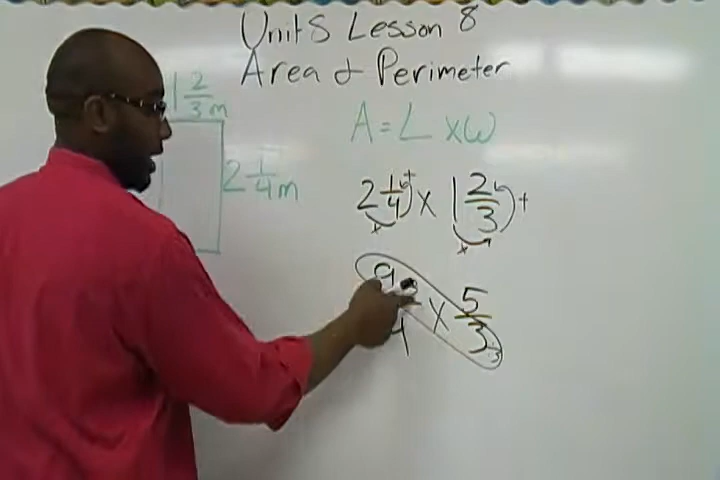 Unit 5 Lesson 8
Area & Perimeter
1 2/3 m
2 1/4 m
A = L x W
2 1/4 x 1 2/3
9/4 x 5/3